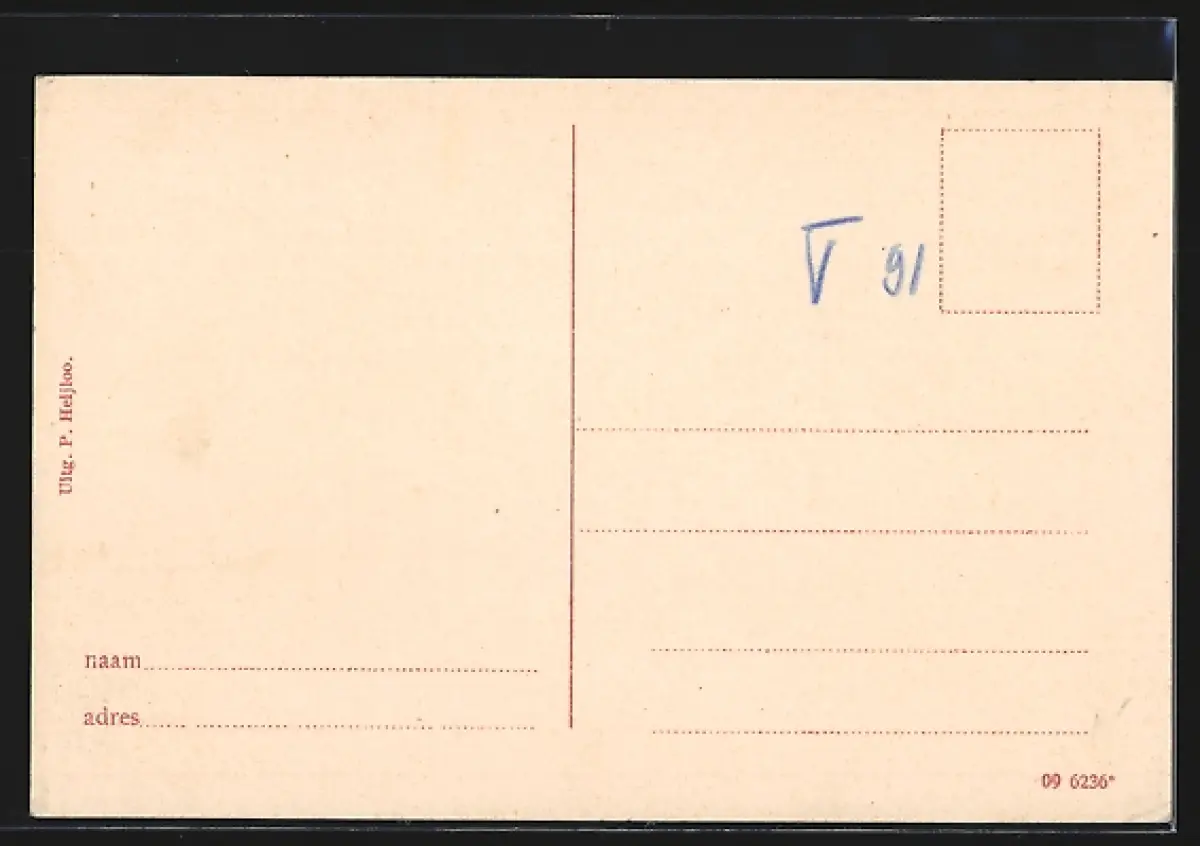 V 91
Uitg. P. Heijloo.
naam
adres
09 6236*